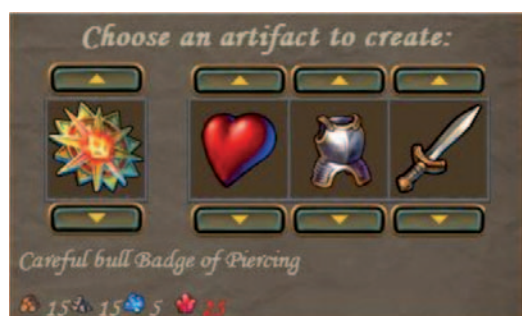 Choose an artifact to create:
Careful bull Badge of Piercing
15 15 5 23